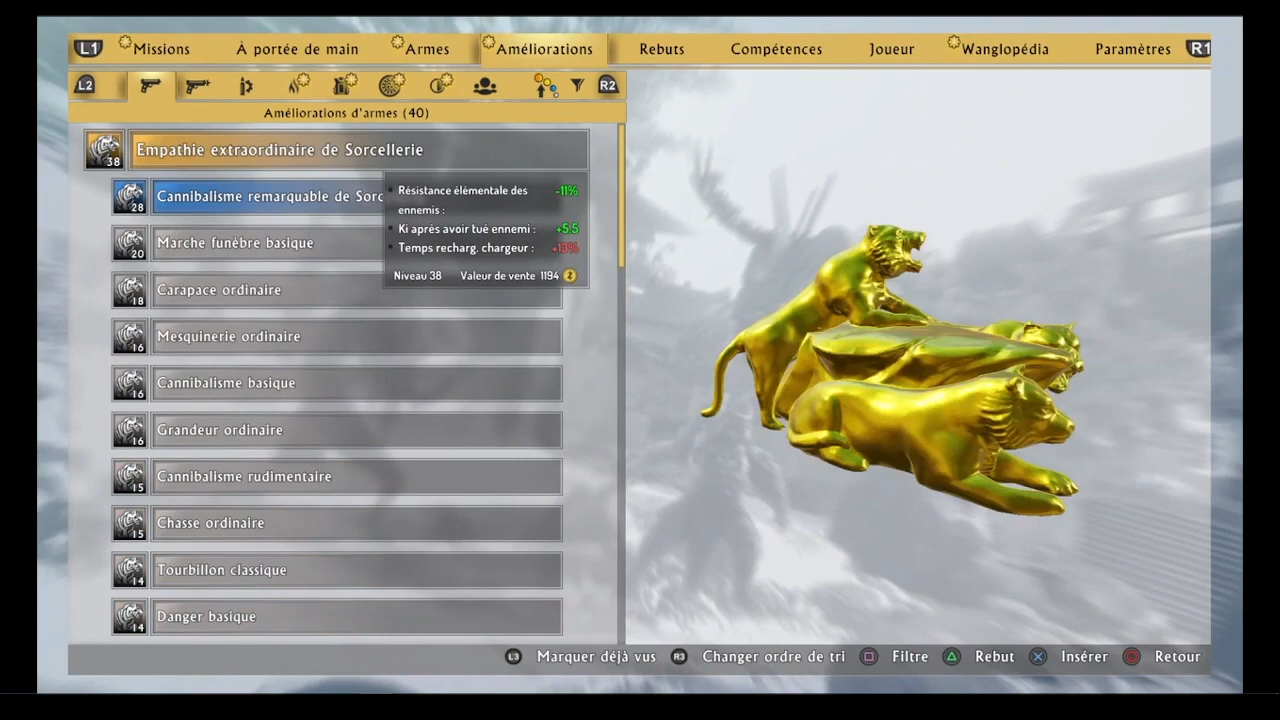 L1 Missions À portée de main Armes Améliorations Rebuts Compétences Joueur Wanglopédia Paramètres R1
L2 R2
Améliorations d'armes (40)
38 Empathie extraordinaire de Sorcellerie
28 Cannibalisme remarquable de Sorc
Résistance élémentale des -11%
ennemis :
Ki après avoir tué ennemi : +5.5
Temps recharg. chargeur : +13%
Niveau 38 Valeur de vente 1194
20 Marche funèbre basique
18 Carapace ordinaire
16 Mesquinerie ordinaire
16 Cannibalisme basique
16 Grandeur ordinaire
15 Cannibalisme rudimentaire
15 Chasse ordinaire
14 Tourbillon classique
14 Danger basique
L3 Marquer déjà vus R3 Changer ordre de tri Filtre Rebut Insérer Retour